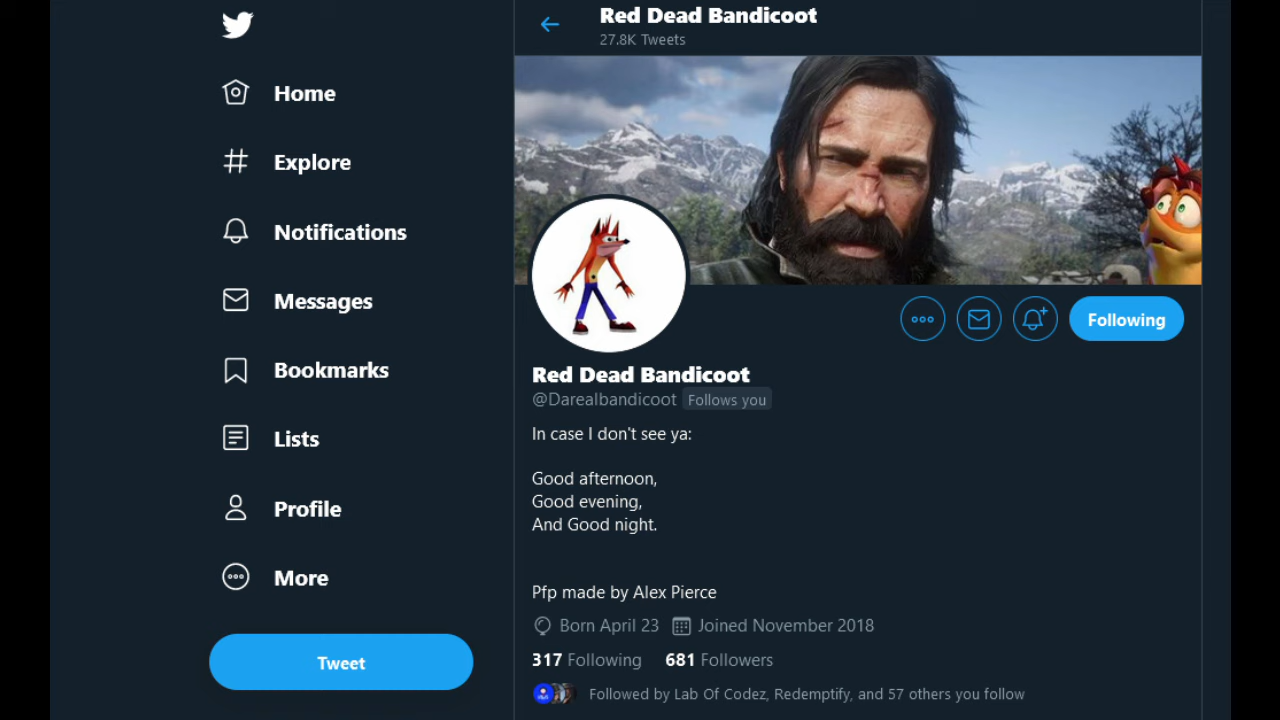 Red Dead Bandicoot
27.8K Tweets
Home
Explore
Notifications
Messages
Bookmarks
Lists
Profile
More
Tweet
Following
Red Dead Bandicoot
@Darealbandicoot Follows you
In case I don't see ya:
Good afternoon,
Good evening,
And Good night.
Pfp made by Alex Pierce
Born April 23 Joined November 2018
317 Following 681 Followers
Followed by Lab Of Codez, Redemptify, and 57 others you follow